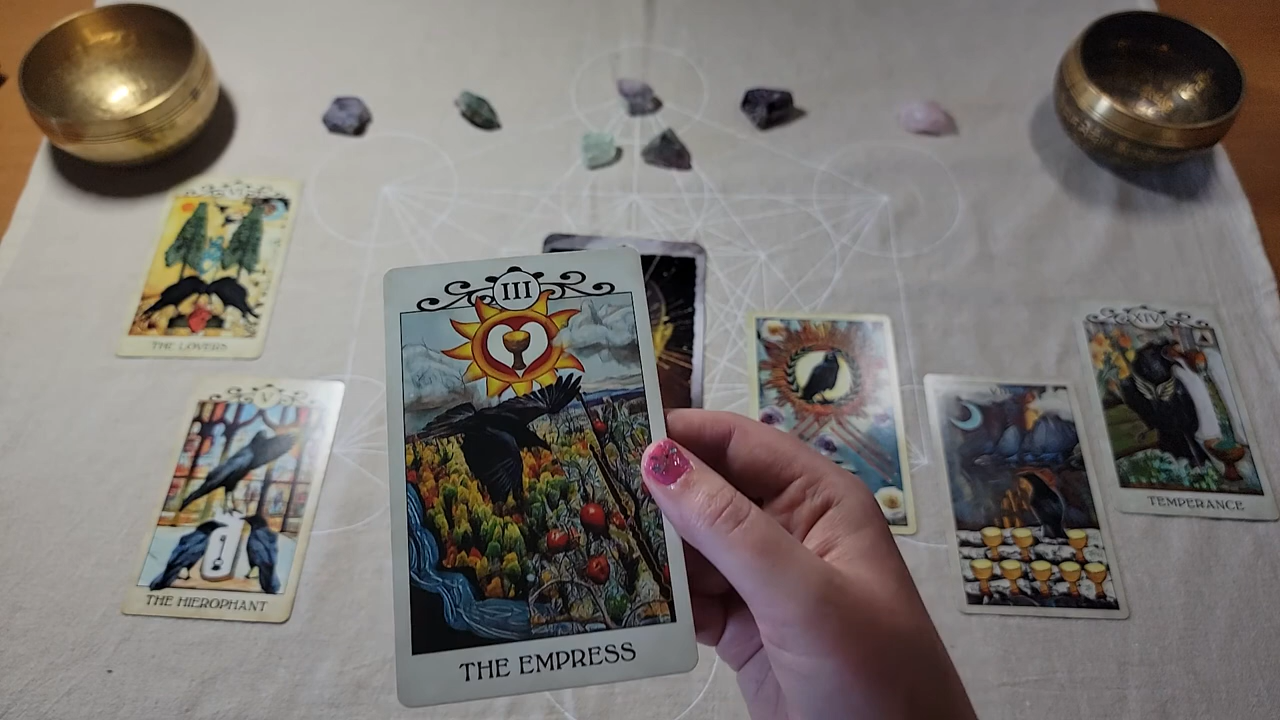 THE LOVERS
V
THE HIEROPHANT
III
THE EMPRESS
XIV
TEMPERANCE